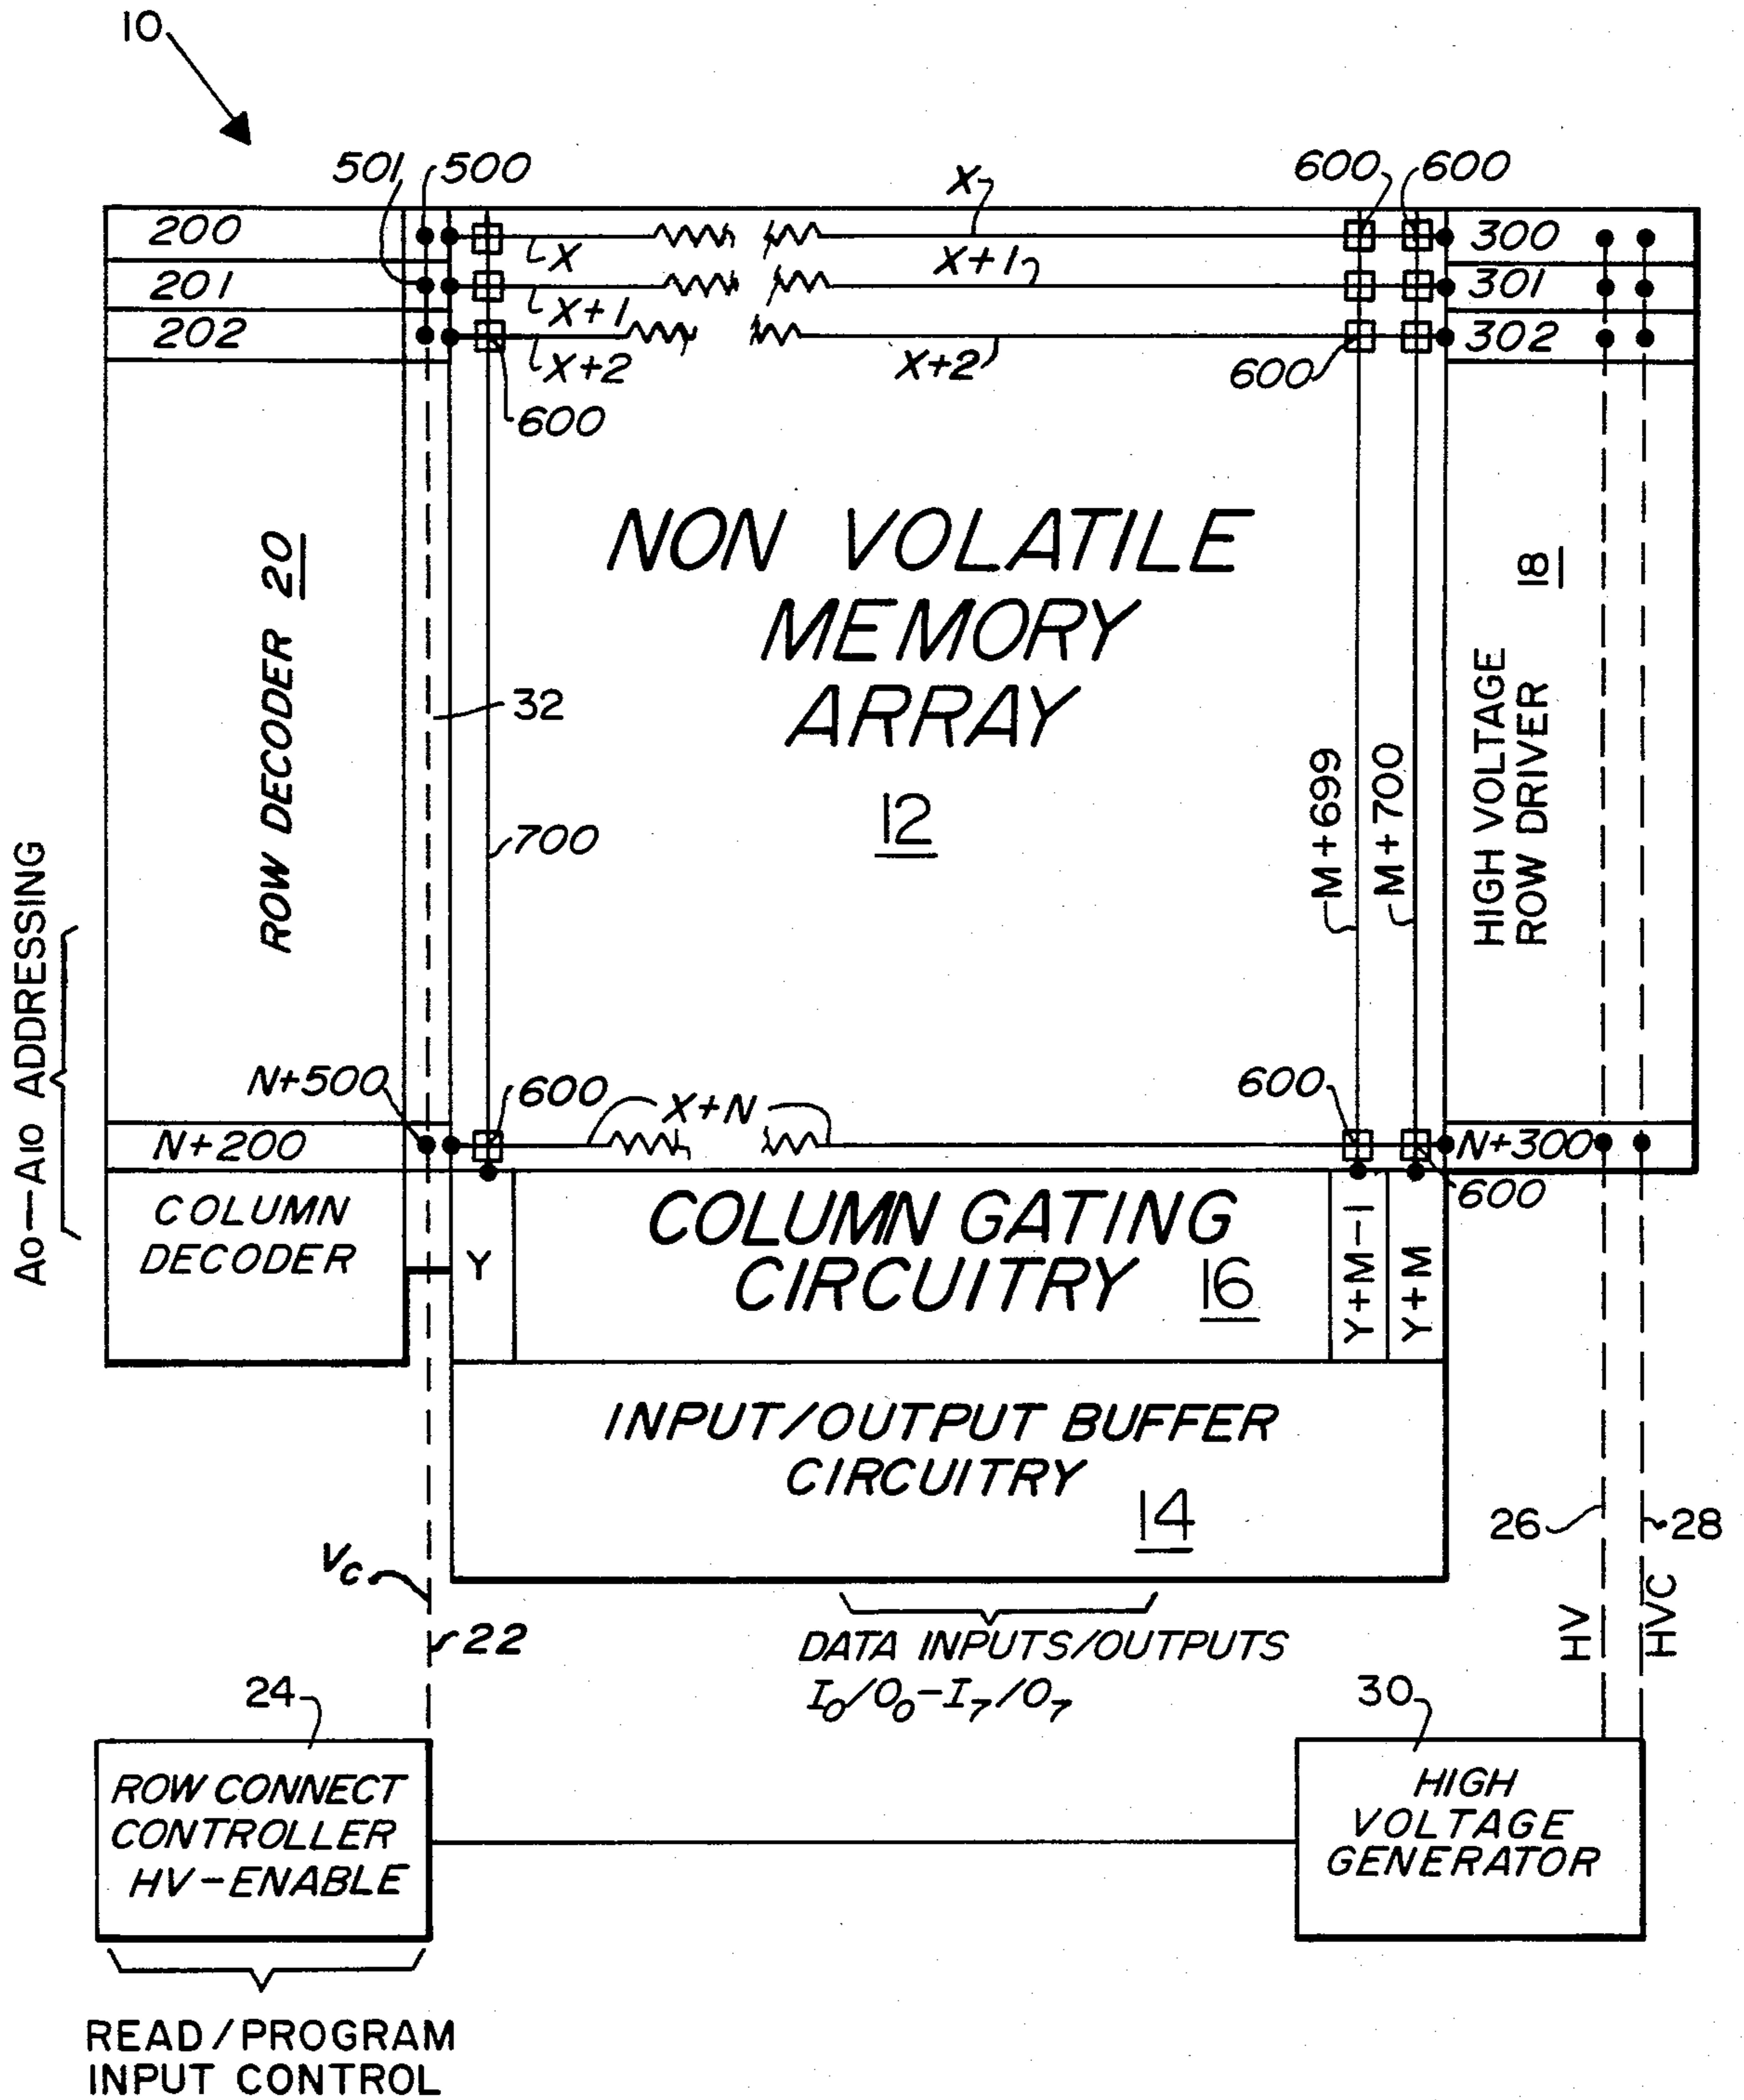 10
501 500 X 600 600
200 X 300
201 X+1 X+1 301
202 X+2 X+2 600 302
600
NON VOLATILE
MEMORY
ARRAY
12
ROW DECODER 20
32
700
M+699
M+700
HIGH VOLTAGE
ROW DRIVER 18
A0—A10 ADDRESSING
N+500 600 X+N 600
N+200 N+300
600
COLUMN
DECODER
Y
COLUMN GATING
CIRCUITRY 16
Y+M-1
Y+M
INPUT/OUTPUT BUFFER
CIRCUITRY 14
26 28
HV
HVC
Vc
22
DATA INPUTS/OUTPUTS
I0/O0-I7/O7
24
30
ROW CONNECT
CONTROLLER
HV-ENABLE
HIGH
VOLTAGE
GENERATOR
READ/PROGRAM
INPUT CONTROL